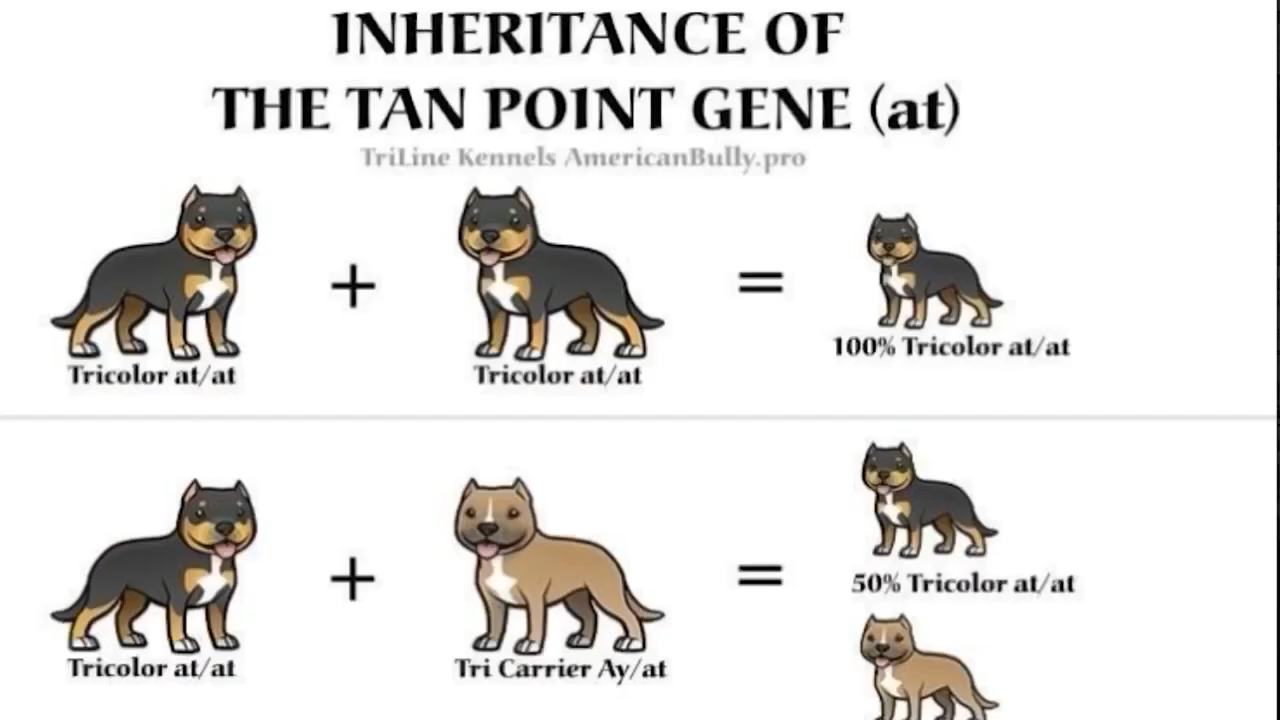 INHERITANCE OF
THE TAN POINT GENE (at)
TriLine Kennels AmericanBully.pro
+
=
Tricolor at/at
Tricolor at/at
100% Tricolor at/at
+
=
50% Tricolor at/at
Tricolor at/at
Tri Carrier Ay/at